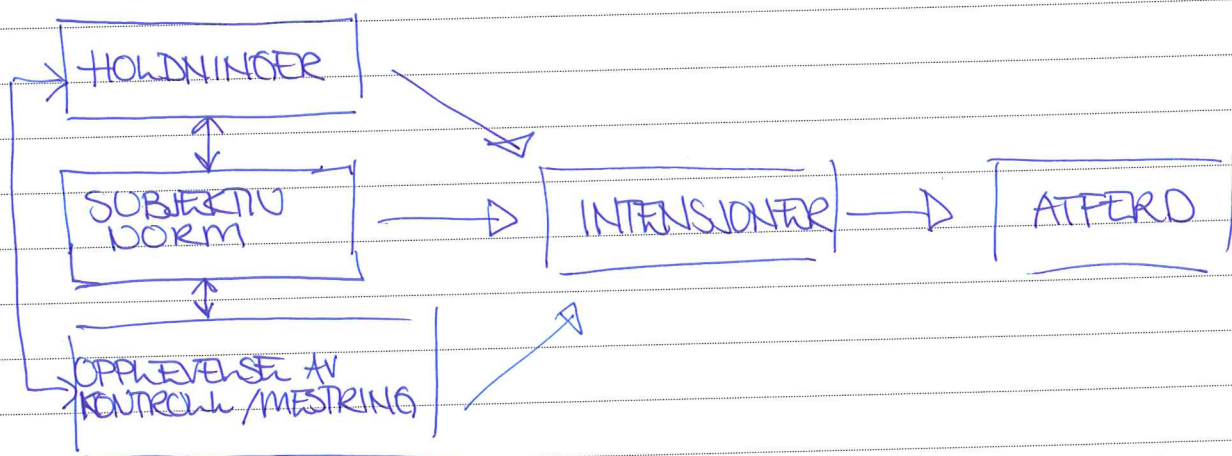 HOLDNINGER
SUBJEKTIV
NORM
INTENSJONER
ATFERD
OPPLEVELSE AV
KONTROLL / MESTRING